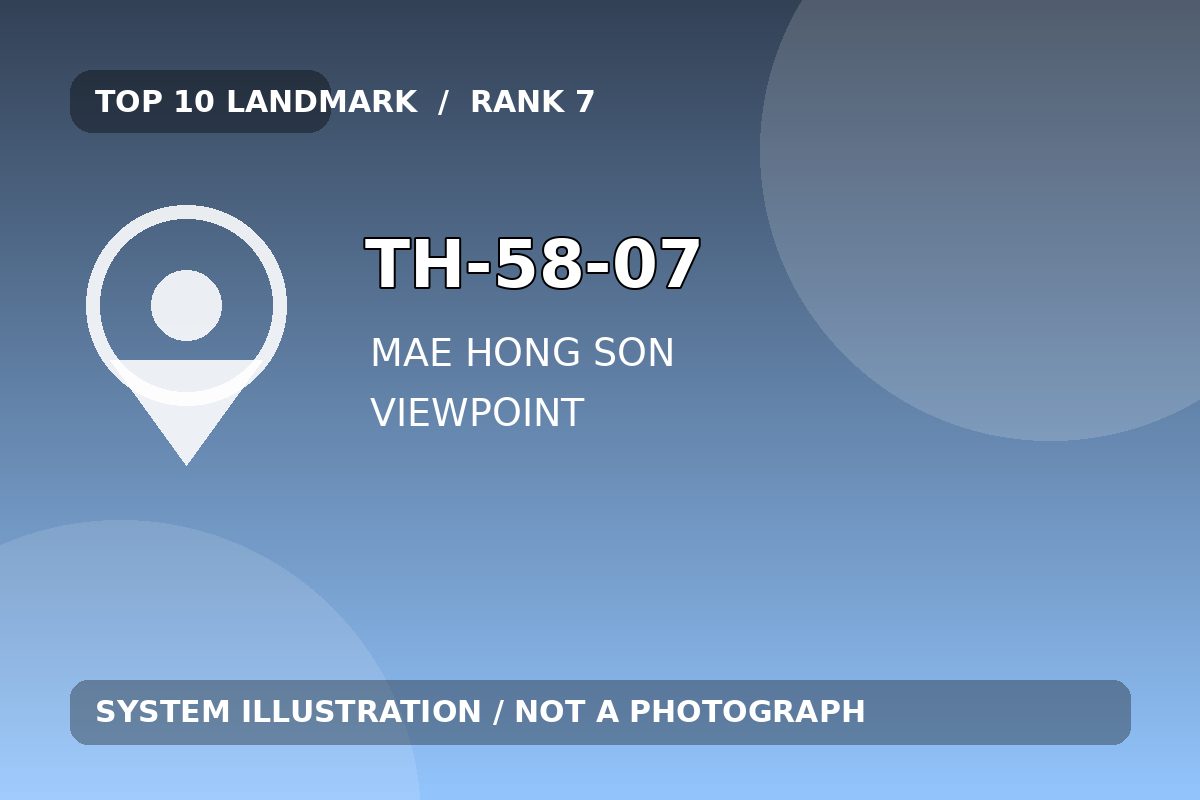 TOP 10 LANDMARK / RANK 7
TH-58-07
MAE HONG SON
VIEWPOINT
SYSTEM ILLUSTRATION / NOT A PHOTOGRAPH